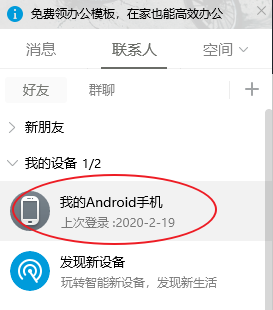 免费领办公模板，在家也能高效办公
消息 联系人 空间
好友 群聊
新朋友
我的设备 1/2
我的Android手机
上次登录 :2020-2-19
发现新设备
玩转智能新设备，发现新生活